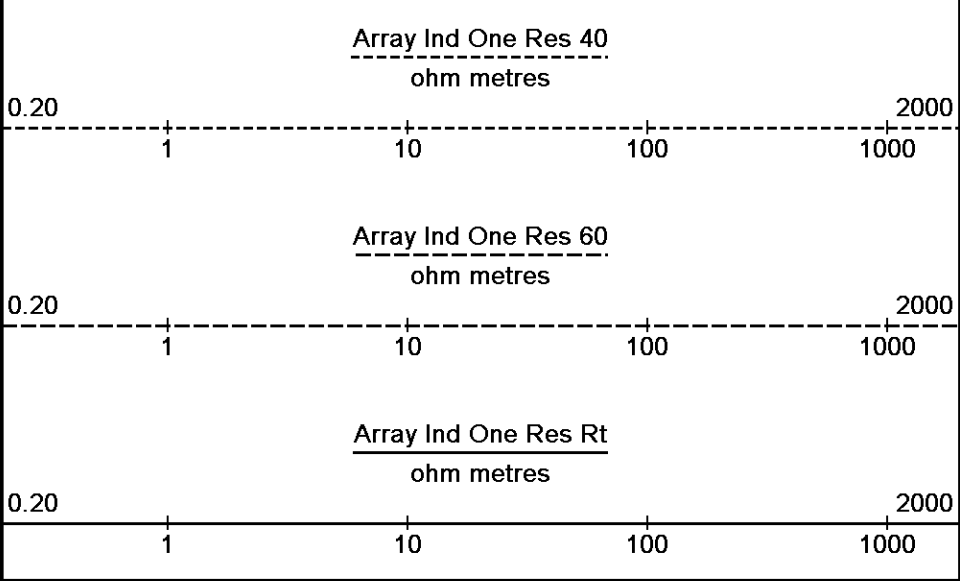 Array Ind One Res 40
ohm metres
0.20 2000
1 10 100 1000
Array Ind One Res 60
ohm metres
0.20 2000
1 10 100 1000
Array Ind One Res Rt
ohm metres
0.20 2000
1 10 100 1000